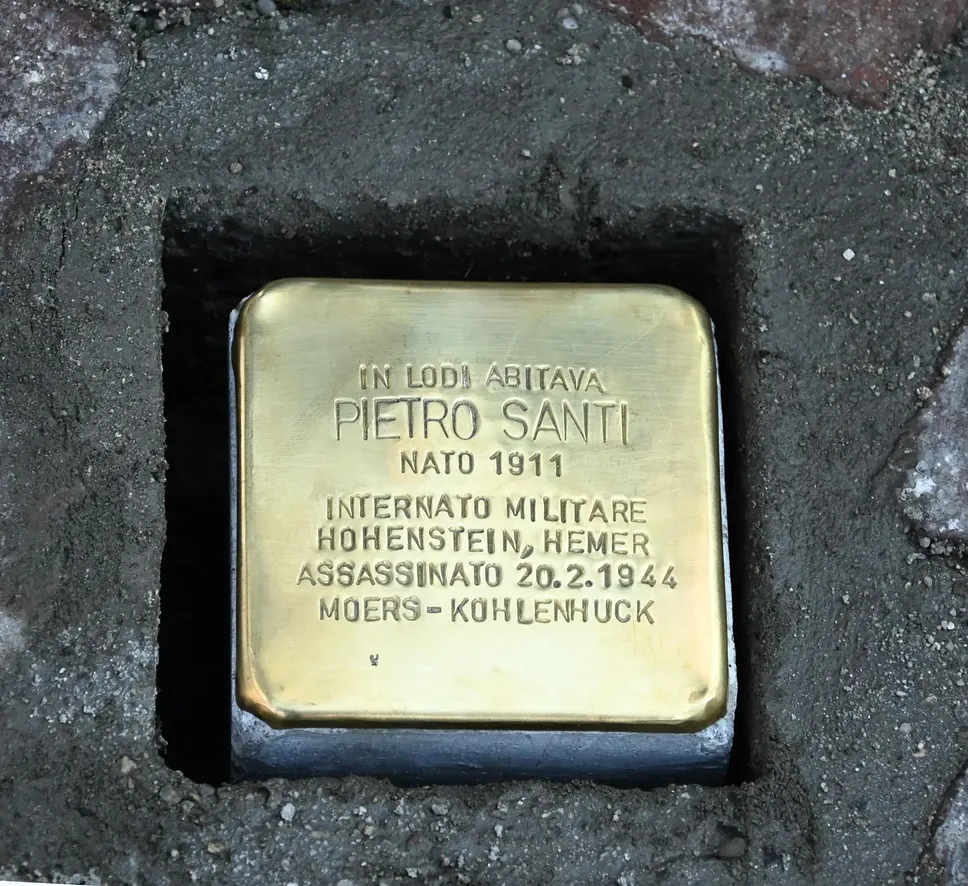 IN LODI ABITAVA
PIETRO SANTI
NATO 1911
INTERNATO MILITARE
HOHENSTEIN, HEMER
ASSASSINATO 20.2.1944
MOERS-KOHLENHUCK